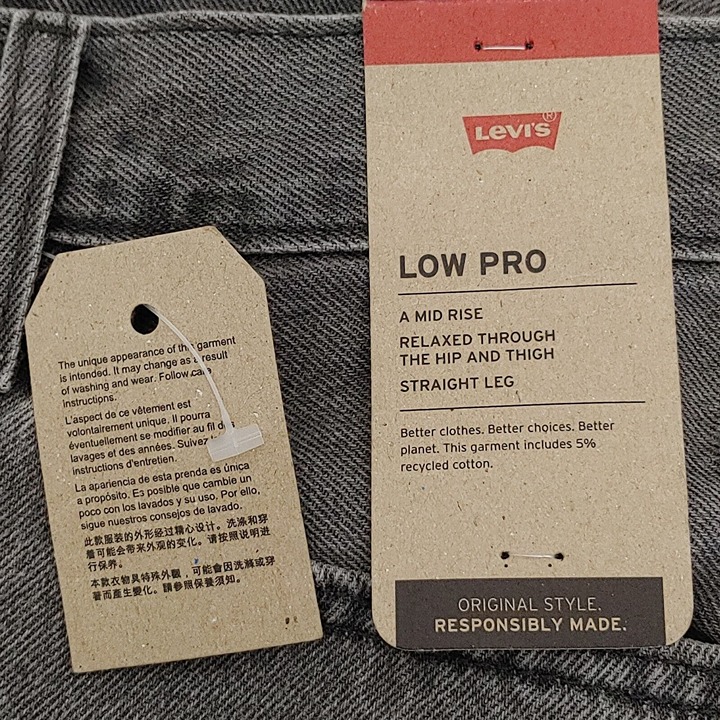 The unique appearance of this garment
is intended. It may change as a result
of washing and wear. Follow care
instructions.
L'aspect de ce vêtement est
volontairement unique. Il pourra
éventuellement se modifier au fil des
lavages et des années. Suivez
instructions d'entretien.
La apariencia de esta prenda es única
a propósito. Es posible que cambie un
poco con los lavados y su uso. Por ello,
sigue nuestros consejos de lavado.
此款服装的外形经过精心设计。洗涤和穿
着可能会带来外观的变化。请按照说明进
行保养。
本款衣物具特殊外觀，可能會因洗滌或穿
著而產生變化。請參照保養須知。
Levi's®
LOW PRO
A MID RISE
RELAXED THROUGH
THE HIP AND THIGH
STRAIGHT LEG
Better clothes. Better choices. Better
planet. This garment includes 5%
recycled cotton.
ORIGINAL STYLE.
RESPONSIBLY MADE.